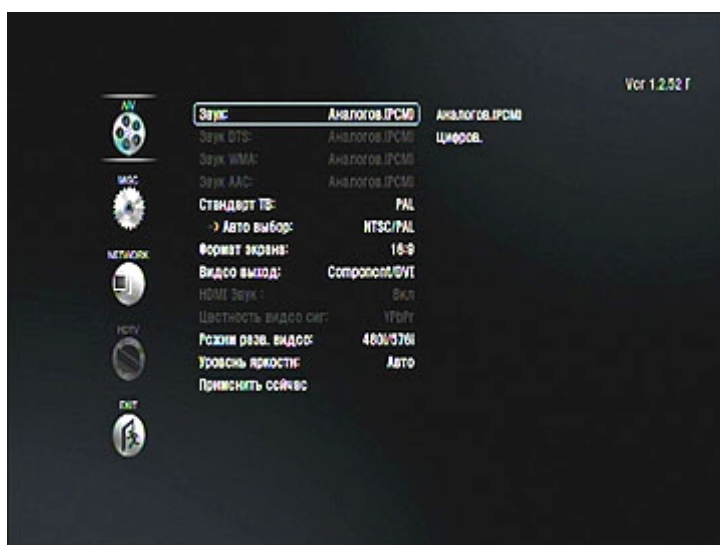 Ver 1.2.52 Г
A/V
Звук: Аналогов.(PCM) Аналогов.(PCM)
Звук DTS: Аналогов.(PCM) Цифров.
Звук WMA: Аналогов.(PCM)
MISC
Звук AAC: Аналогов.(PCM)
Стандарт ТВ: PAL
-> Авто выбор: NTSC/PAL
NETWORK
Формат экрана: 16:9
Видео выход: Component/DVI
HDMI Звук : Вкл
Цветность видео сиг: YPbPr
HDTV
Режим разв. видео: 480i/576i
Уровень яркости: Авто
Применить сейчас
EXIT